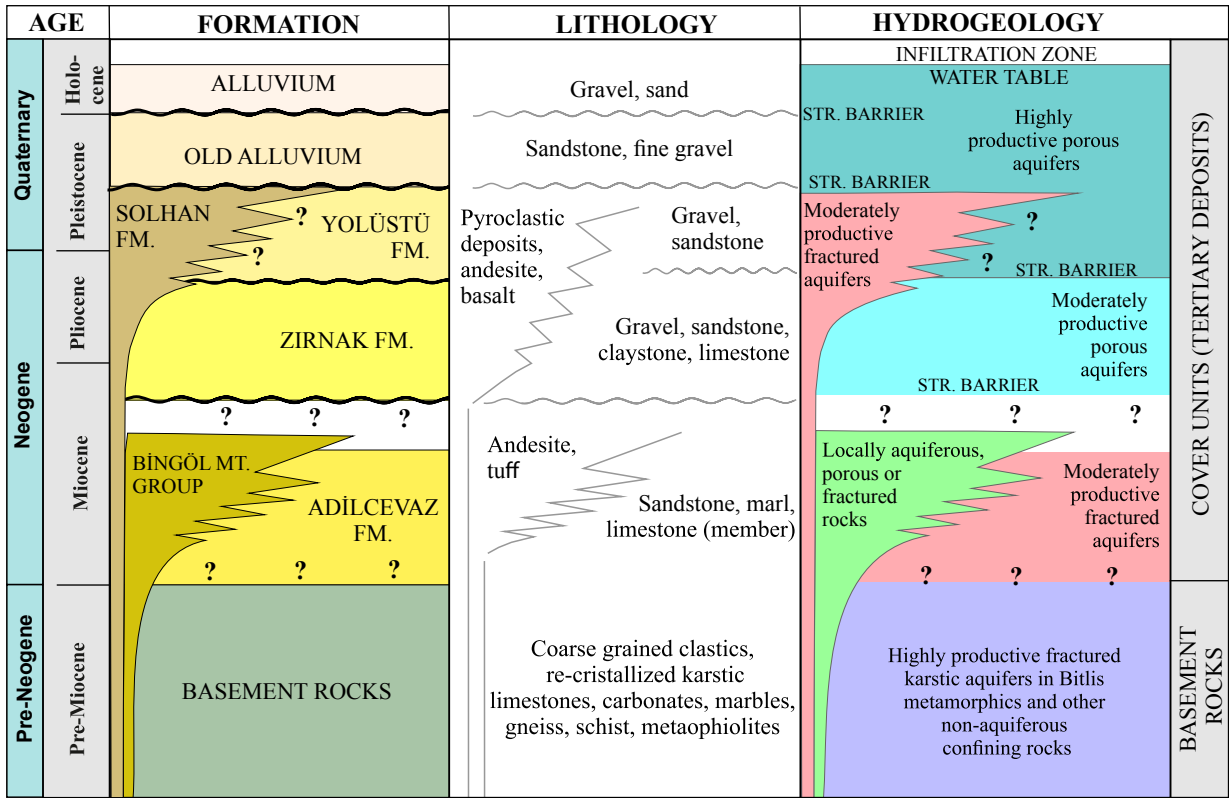 AGE
FORMATION
LITHOLOGY
HYDROGEOLOGY
Quaternary
Neogene
Pre-Neogene
Holo-
cene
Pleistocene
Pliocene
Miocene
Pre-Miocene
ALLUVIUM
OLD ALLUVIUM
SOLHAN
FM.
?
YOLÜSTÜ
FM.
?
ZIRNAK FM.
? ? ?
BİNGÖL MT.
GROUP
ADİLCEVAZ
FM.
? ? ?
BASEMENT ROCKS
Gravel, sand
Sandstone, fine gravel
Pyroclastic
deposits,
andesite,
basalt
Gravel,
sandstone
Gravel, sandstone,
claystone, limestone
Andesite,
tuff
Sandstone, marl,
limestone (member)
Coarse grained clastics,
re-cristallized karstic
limestones, carbonates, marbles,
gneiss, schist, metaophiolites
INFILTRATION ZONE
WATER TABLE
STR. BARRIER
Highly
productive porous
aquifers
STR. BARRIER
Moderately
productive
fractured
aquifers
?
?
STR. BARRIER
Moderately
productive
porous
aquifers
STR. BARRIER
? ? ?
Locally aquiferous,
porous or
fractured
rocks
Moderately
productive
fractured
aquifers
? ? ?
Highly productive fractured
karstic aquifers in Bitlis
metamorphics and other
non-aquiferous
confining rocks
COVER UNITS (TERTIARY DEPOSITS)
BASEMENT
ROCKS